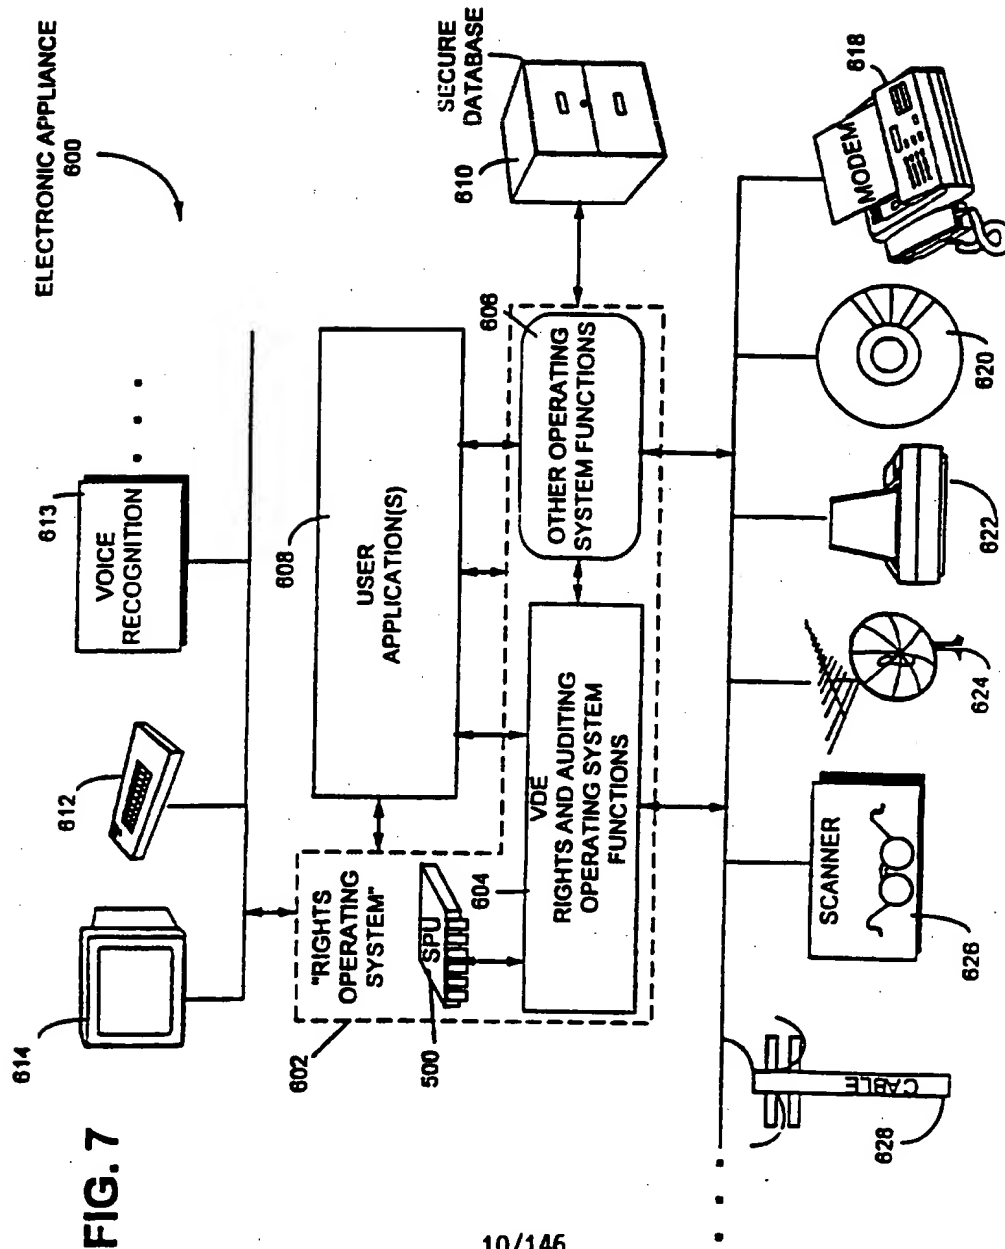 FIG. 7
ELECTRONIC APPLIANCE
600
614
612
613
VOICE
RECOGNITION
602
"RIGHTS
OPERATING
SYSTEM"
608
USER
APPLICATION(S)
610
SECURE
DATABASE
500
SPU
604
VDE
RIGHTS AND AUDITING
OPERATING SYSTEM
FUNCTIONS
606
OTHER OPERATING
SYSTEM FUNCTIONS
628
CABLE
626
SCANNER
624
622
620
618
MODEM
10/146